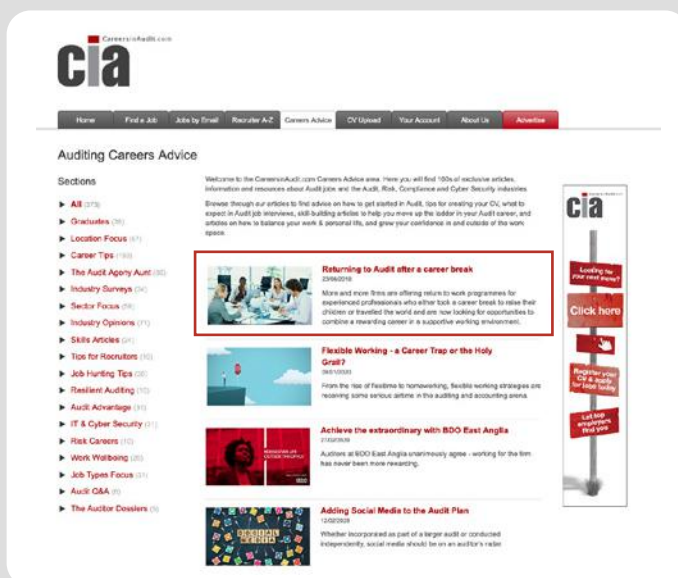 CareersinAudit.com
cia
Home Find a Job Jobs by Email Recruiter A-Z Careers Advice CV Upload Your Account About Us Advertise
Auditing Careers Advice
Sections
All (373)
Graduates
Location Focus
Career Tips
The Audit Agony Aunt
Industry Surveys
Sector Focus
Industry Opinions
Skills Articles
Tips for Recruiters
Job Hunting Tips
Resilient Auditing
Audit Advantage
IT & Cyber Security
Risk Careers
Work Wellbeing
Job Types Focus
Audit Q&A
The Auditor Dossiers
Welcome to the CareersinAudit.com Careers Advice area. Here you will find 100s of exclusive articles,
information and resources about Audit jobs and the Audit, Risk, Compliance and Cyber Security industries.
Browse through our articles to find advice on how to get started in Audit, tips for creating your CV, what to
expect in Audit job interviews, skill-building articles to help you move up the ladder in your Audit career, and
articles on how to balance your work & personal life, and grow your confidence in and outside of the work
space.
Returning to Audit after a career break
More and more firms are offering return to work programmes for
experienced professionals who either took a career break to raise their
children or travelled the world and are now looking for opportunities to
combine a rewarding career in a supportive working environment.
Flexible Working - a Career Trap or the Holy
Grail?
From the rise of flexitime to homeworking, flexible working strategies are
receiving some serious airtime in the auditing and accounting arena.
Achieve the extraordinary with BDO East Anglia
21/02/2020
Auditors at BDO East Anglia unanimously agree - working for the firm
has never been more rewarding.
Adding Social Media to the Audit Plan
12/02/2020
Whether incorporated as part of a larger audit or conducted
independently, social media should be on an auditor's radar
SOCIAL
MEDIA
cia
Looking for
your next move?
Click here
Register your
CV & apply
for jobs today
Let top
employers
find you